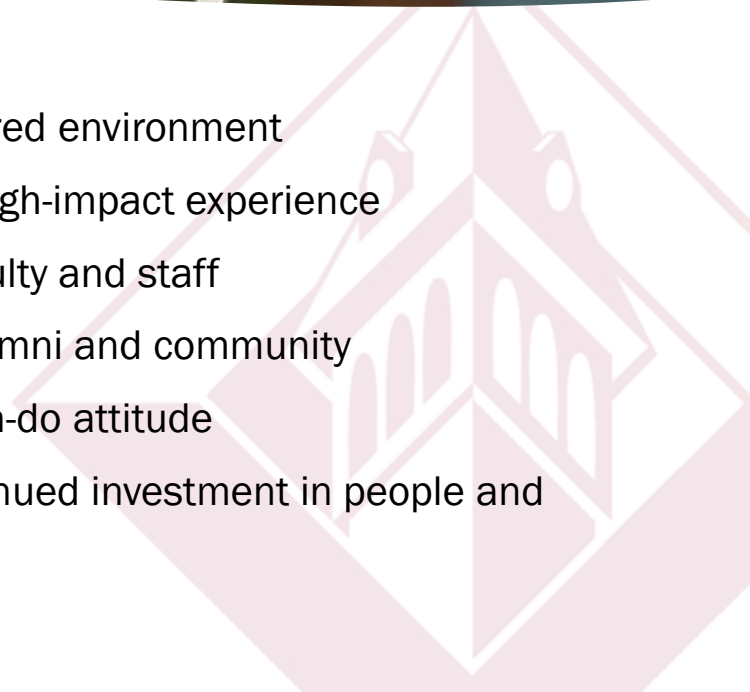 red environment
gh-impact experience
ulty and staff
mni and community
-do attitude
nued investment in people and